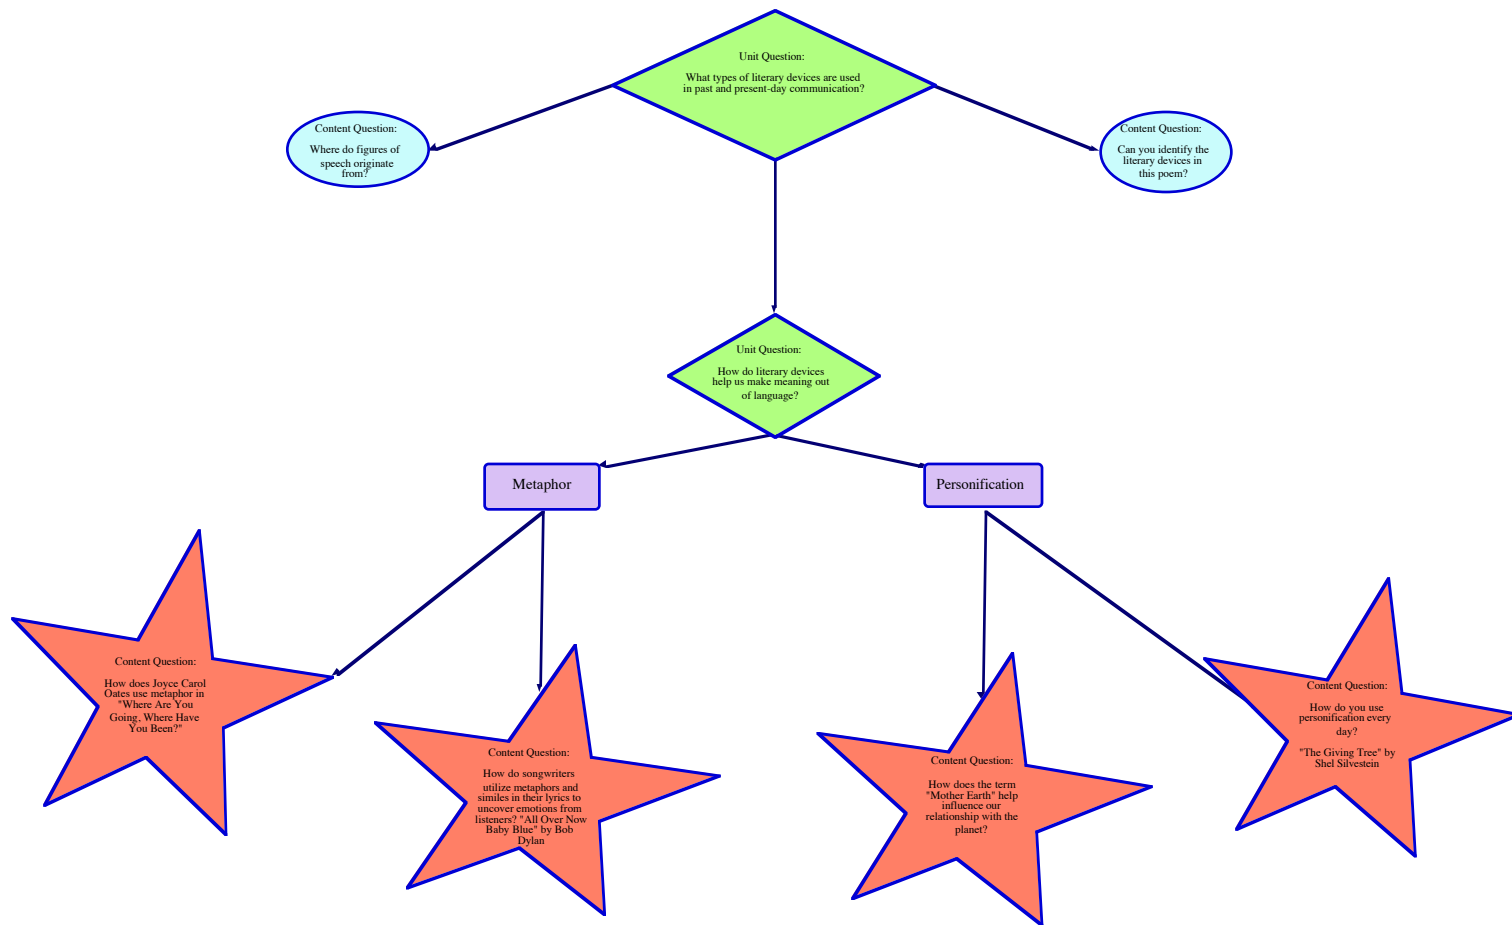 Unit Question:
What types of literary devices are used
in past and present-day communication?
Content Question:
Where do figures of
speech originate
from?
Content Question:
Can you identify the
literary devices in
this poem?
Unit Question:
How do literary devices
help us make meaning out
of language?
Metaphor
Personification
Content Question:
How does Joyce Carol
Oates use metaphor in
"Where Are You
Going, Where Have
You Been?"
Content Question:
How do songwriters
utilize metaphors and
similes in their lyrics to
uncover emotions from
listeners? "All Over Now
Baby Blue" by Bob
Dylan
Content Question:
How does the term
"Mother Earth" help
influence our
relationship with the
planet?
Content Question:
How do you use
personification every
day?
"The Giving Tree" by
Shel Silvestein